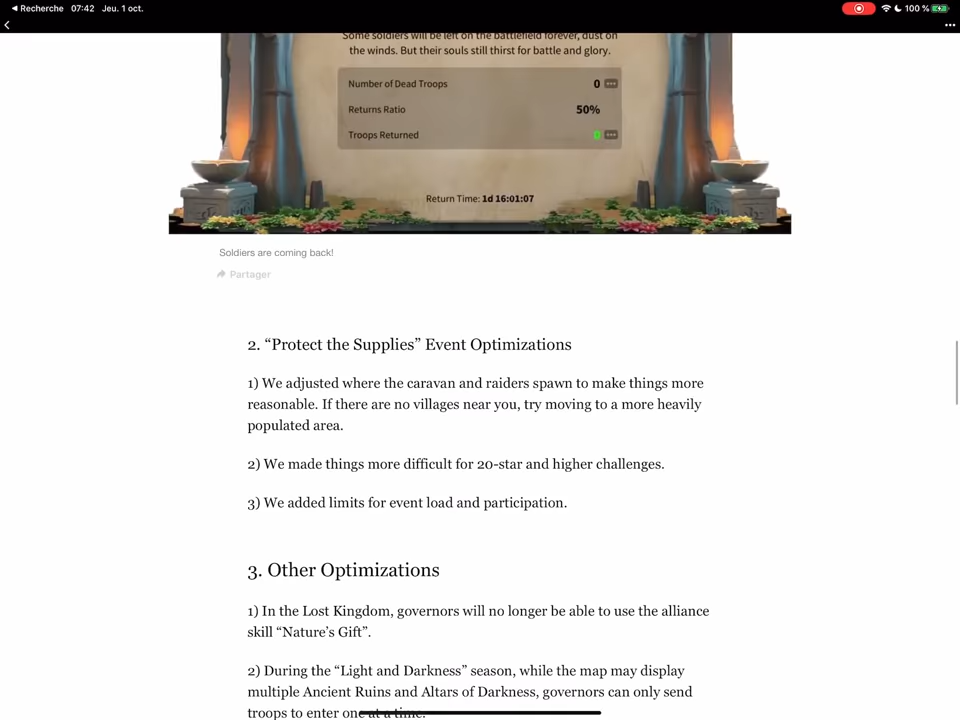 Recherche 07:42 Jeu. 1 oct. 100 %
Some soldiers will be left on the battlefield forever, dust on
the winds. But their souls still thirst for battle and glory.
Number of Dead Troops 0
Returns Ratio 50%
Troops Returned 0
Return Time: 1d 16:01:07
Soldiers are coming back!
Partager
2. “Protect the Supplies” Event Optimizations
1) We adjusted where the caravan and raiders spawn to make things more
reasonable. If there are no villages near you, try moving to a more heavily
populated area.
2) We made things more difficult for 20-star and higher challenges.
3) We added limits for event load and participation.
3. Other Optimizations
1) In the Lost Kingdom, governors will no longer be able to use the alliance
skill “Nature’s Gift”.
2) During the “Light and Darkness” season, while the map may display
multiple Ancient Ruins and Altars of Darkness, governors can only send
troops to enter one at a time.